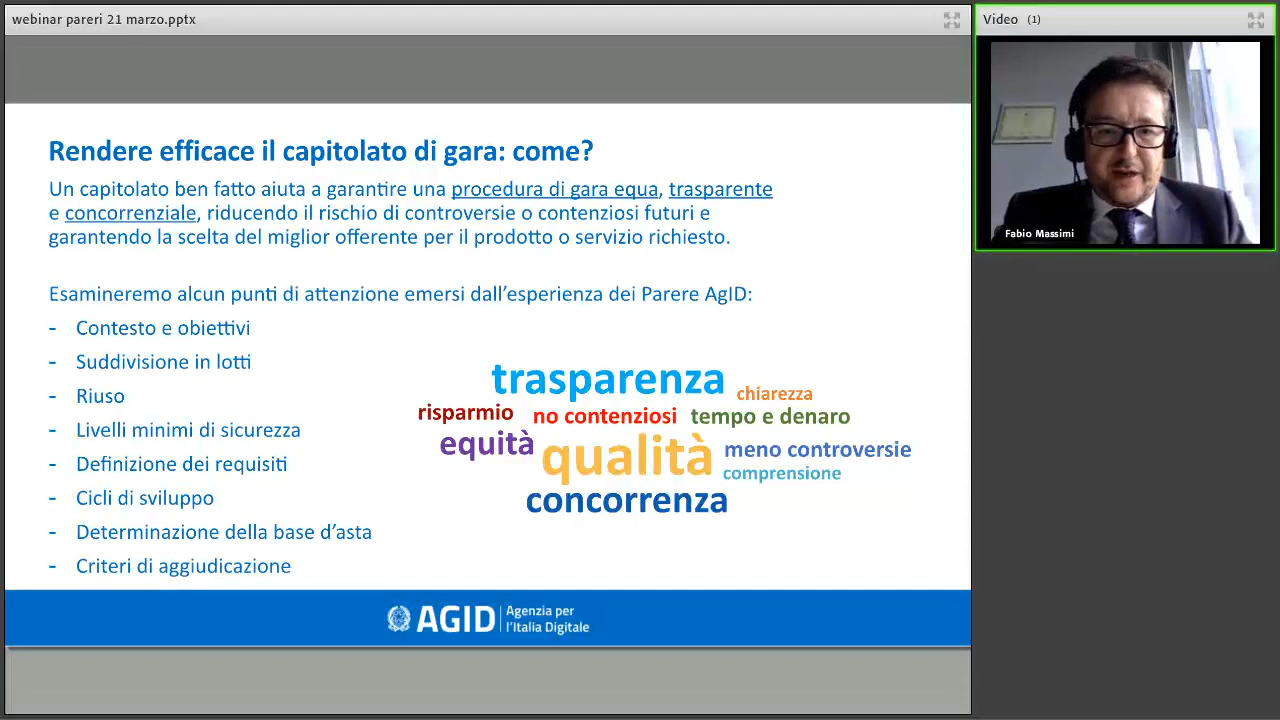 webinar pareri 21 marzo.pptx
Video (1)
Fabio Massimi
Rendere efficace il capitolato di gara: come?
Un capitolato ben fatto aiuta a garantire una procedura di gara equa, trasparente
e concorrenziale, riducendo il rischio di controversie o contenziosi futuri e
garantendo la scelta del miglior offerente per il prodotto o servizio richiesto.
Esamineremo alcun punti di attenzione emersi dall'esperienza dei Parere AgID:
- Contesto e obiettivi
- Suddivisione in lotti
- Riuso
- Livelli minimi di sicurezza
- Definizione dei requisiti
- Cicli di sviluppo
- Determinazione della base d'asta
- Criteri di aggiudicazione
trasparenza
chiarezza
risparmio no contenziosi tempo e denaro
equità qualità meno controversie
comprensione
concorrenza
AGID Agenzia per
l'Italia Digitale